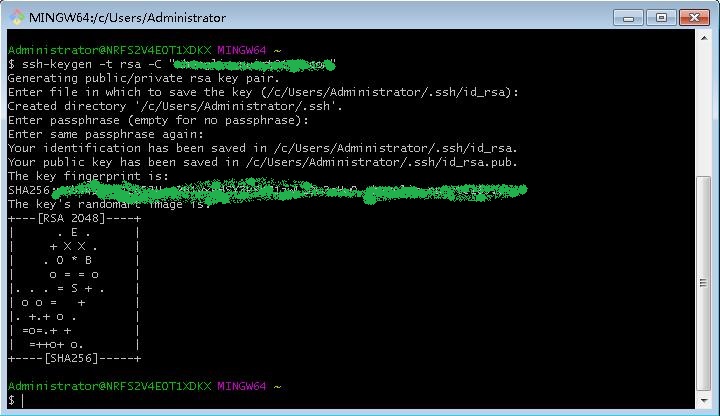 MINGW64:/c/Users/Administrator
Administrator@NRFS2V4EOT1XDKX MINGW64 ~
$ ssh-keygen -t rsa -C "
Generating public/private rsa key pair.
Enter file in which to save the key (/c/Users/Administrator/.ssh/id_rsa):
Created directory '/c/Users/Administrator/.ssh'.
Enter passphrase (empty for no passphrase):
Enter same passphrase again:
Your identification has been saved in /c/Users/Administrator/.ssh/id_rsa.
Your public key has been saved in /c/Users/Administrator/.ssh/id_rsa.pub.
The key fingerprint is:
SHA256:
The key's randomart image is:
+---[RSA 2048]----+
|      . E .      |
|     + X X .     |
|    . O * B      |
|     o = = o     |
|. . . = S + .    |
| o o =   +       |
| . +.+ o .       |
|  =o=.+ +        |
|   =++o+ o.      |
+----[SHA256]-----+
Administrator@NRFS2V4EOT1XDKX MINGW64 ~
$